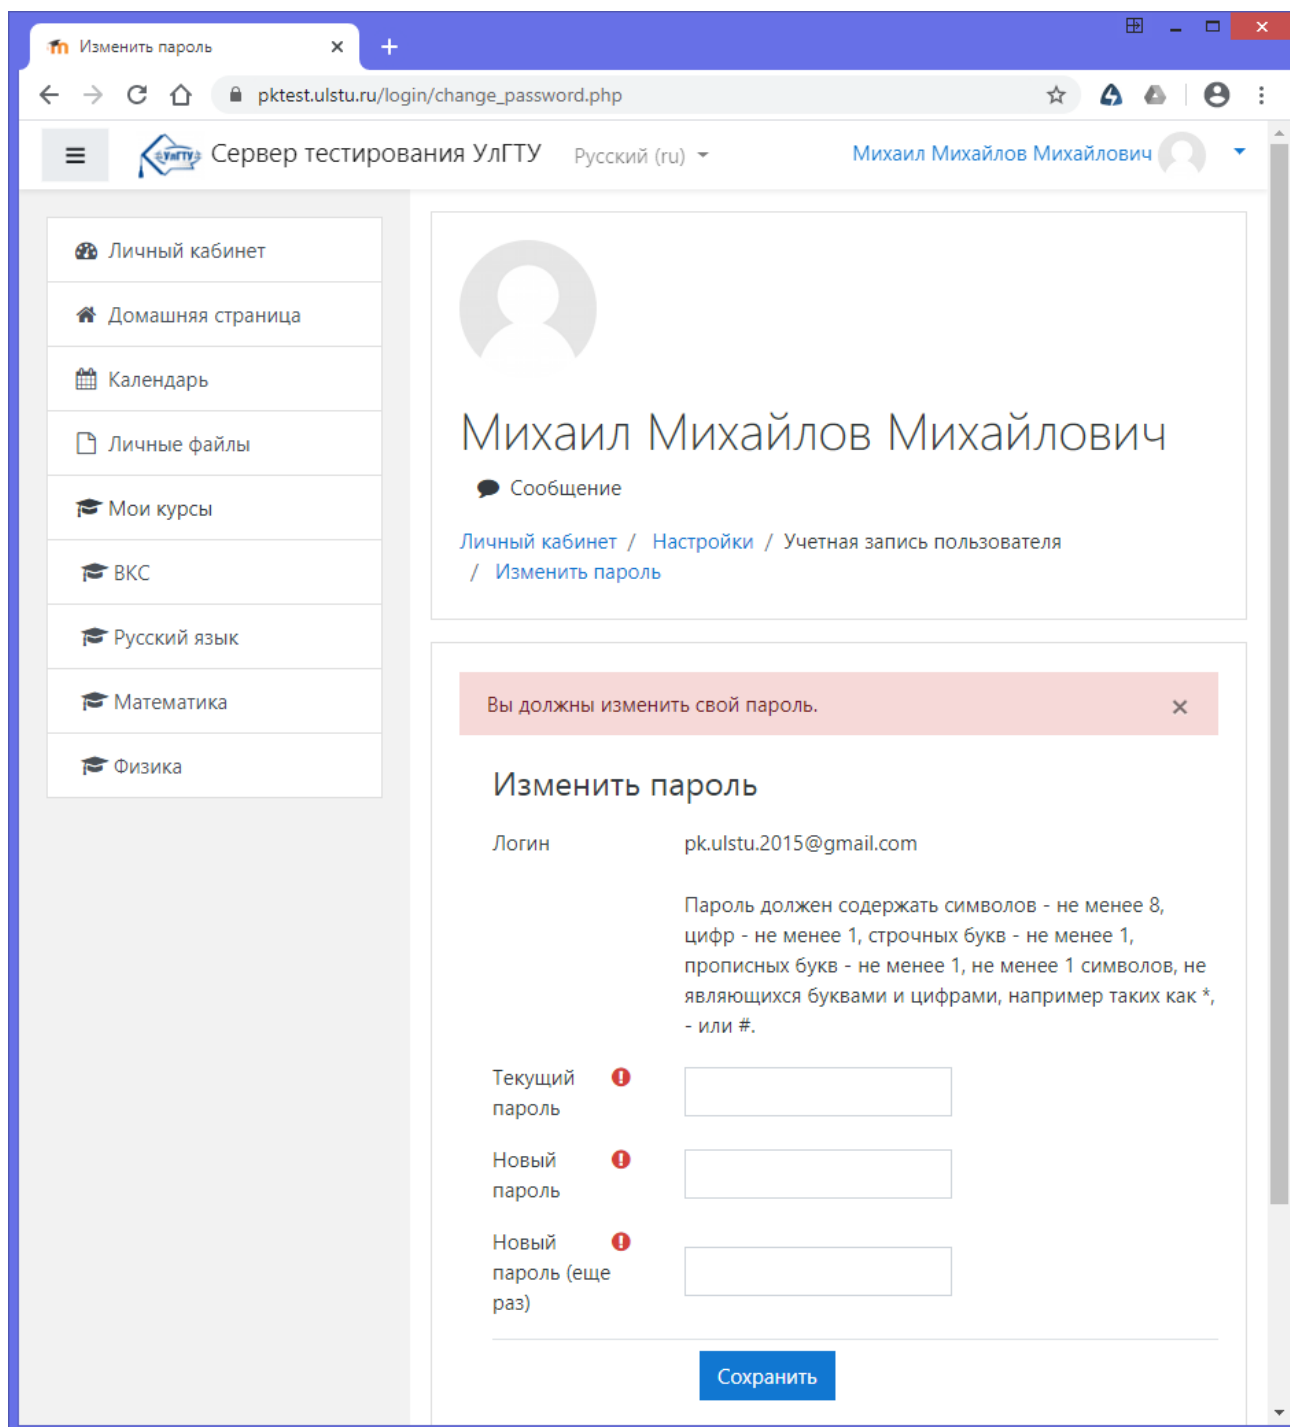 Изменить пароль
pktest.ulstu.ru/login/change_password.php
УлГТУ
Сервер тестирования УлГТУ
Русский (ru)
Михаил Михайлов Михайлович
Личный кабинет
Домашняя страница
Календарь
Личные файлы
Мои курсы
ВКС
Русский язык
Математика
Физика
Михаил Михайлов Михайлович
Сообщение
Личный кабинет / Настройки / Учетная запись пользователя
/ Изменить пароль
Вы должны изменить свой пароль.
Изменить пароль
Логин
pk.ulstu.2015@gmail.com
Пароль должен содержать символов - не менее 8,
цифр - не менее 1, строчных букв - не менее 1,
прописных букв - не менее 1, не менее 1 символов, не
являющихся буквами и цифрами, например таких как *,
- или #.
Текущий
пароль
Новый
пароль
Новый
пароль (еще
раз)
Сохранить